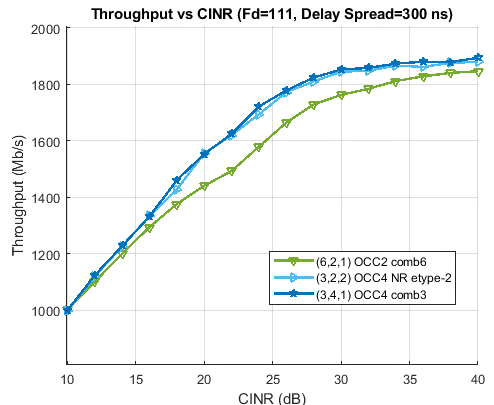 Throughput vs CINR (Fd=111, Delay Spread=300 ns)
2000
1800
1600
1400
1200
1000
Throughput (Mb/s)
(6,2,1) OCC2 comb6
(3,2,2) OCC4 NR etype-2
(3,4,1) OCC4 comb3
10 15 20 25 30 35 40
CINR (dB)